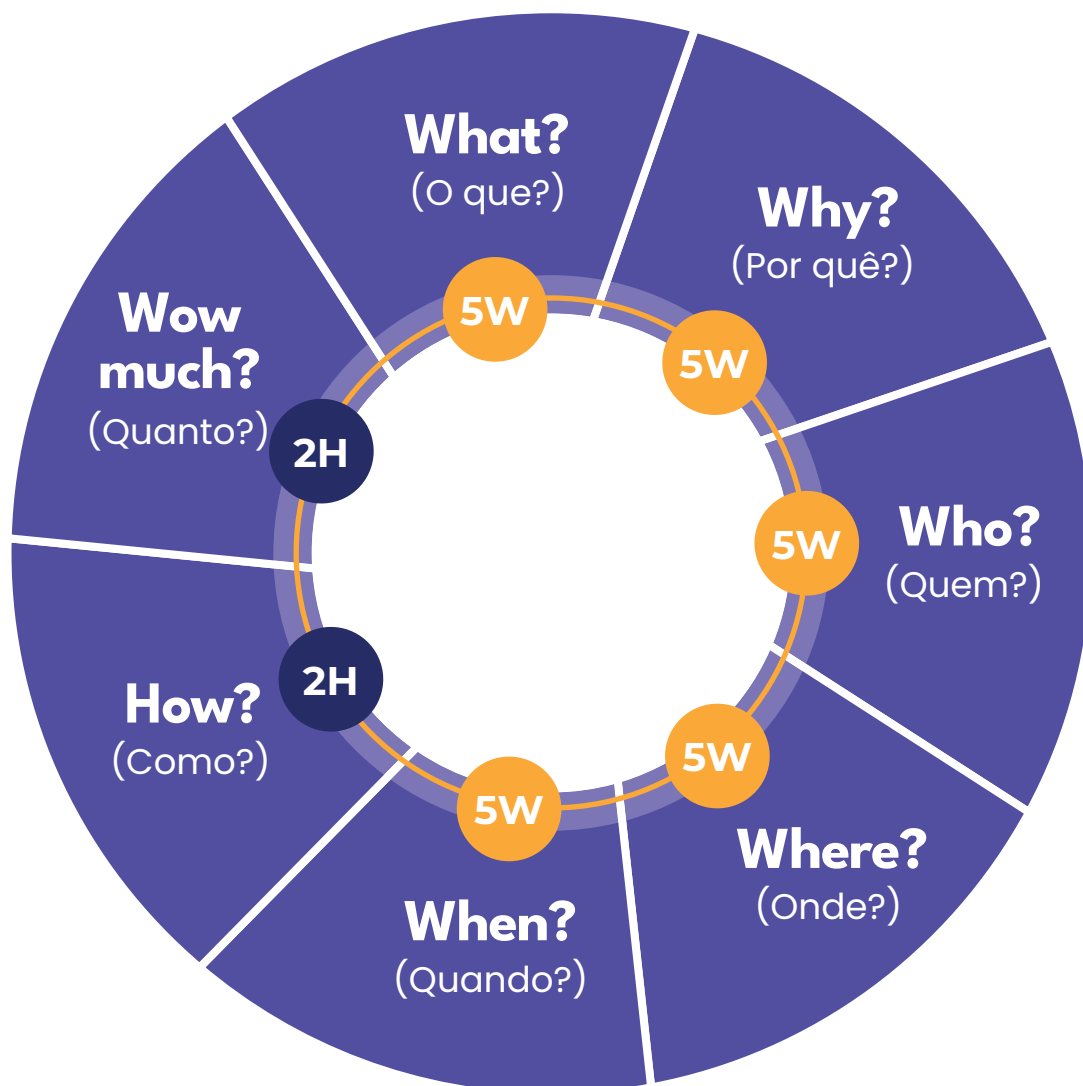 What?
(O que?)
5W
Why?
(Por quê?)
5W
Who?
(Quem?)
5W
Where?
(Onde?)
5W
When?
(Quando?)
5W
How?
(Como?)
2H
Wow
much?
(Quanto?)
2H